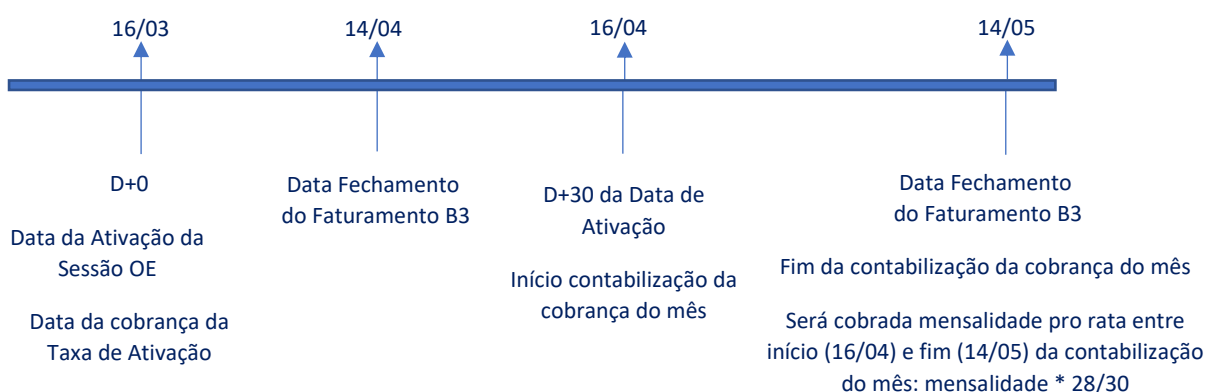 16/03
14/04
16/04
14/05
D+0
Data da Ativação da
Sessão OE
Data da cobrança da
Taxa de Ativação
Data Fechamento
do Faturamento B3
D+30 da Data de
Ativação
Início contabilização da
cobrança do mês
Data Fechamento
do Faturamento B3
Fim da contabilização da cobrança do mês
Será cobrada mensalidade pro rata entre
início (16/04) e fim (14/05) da contabilização
do mês: mensalidade * 28/30